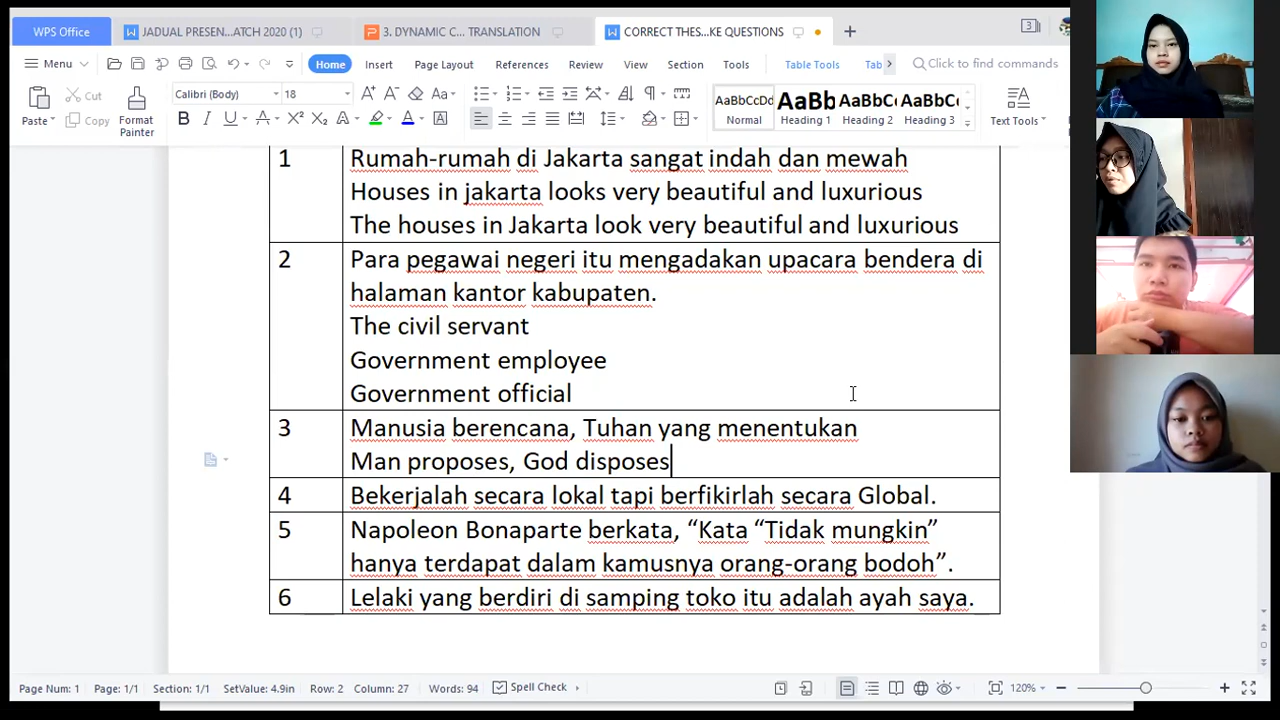 WPS Office
JADUAL PRESEN...ATCH 2020 (1)
3. DYNAMIC C... TRANSLATION
CORRECT THES...KE QUESTIONS
3
Menu
Home
Insert
Page Layout
References
Review
View
Section
Tools
Table Tools
Tab
Click to find commands
Paste
Cut
Copy
Format
Painter
Calibri (Body)
18
AaBbCcDd
Normal
AaBb
Heading 1
AaBbCc
Heading 2
AaBbCc
Heading 3
Text Tools
1
Rumah-rumah di Jakarta sangat indah dan mewah
Houses in jakarta looks very beautiful and luxurious
The houses in Jakarta look very beautiful and luxurious
2
Para pegawai negeri itu mengadakan upacara bendera di
halaman kantor kabupaten.
The civil servant
Government employee
Government official
3
Manusia berencana, Tuhan yang menentukan
Man proposes, God disposes
4
Bekerjalah secara lokal tapi berfikirlah secara Global.
5
Napoleon Bonaparte berkata, “Kata “Tidak mungkin”
hanya terdapat dalam kamusnya orang-orang bodoh”.
6
Lelaki yang berdiri di samping toko itu adalah ayah saya.
Page Num: 1
Page: 1/1
Section: 1/1
SetValue: 4.9in
Row: 2
Column: 27
Words: 94
Spell Check
120%